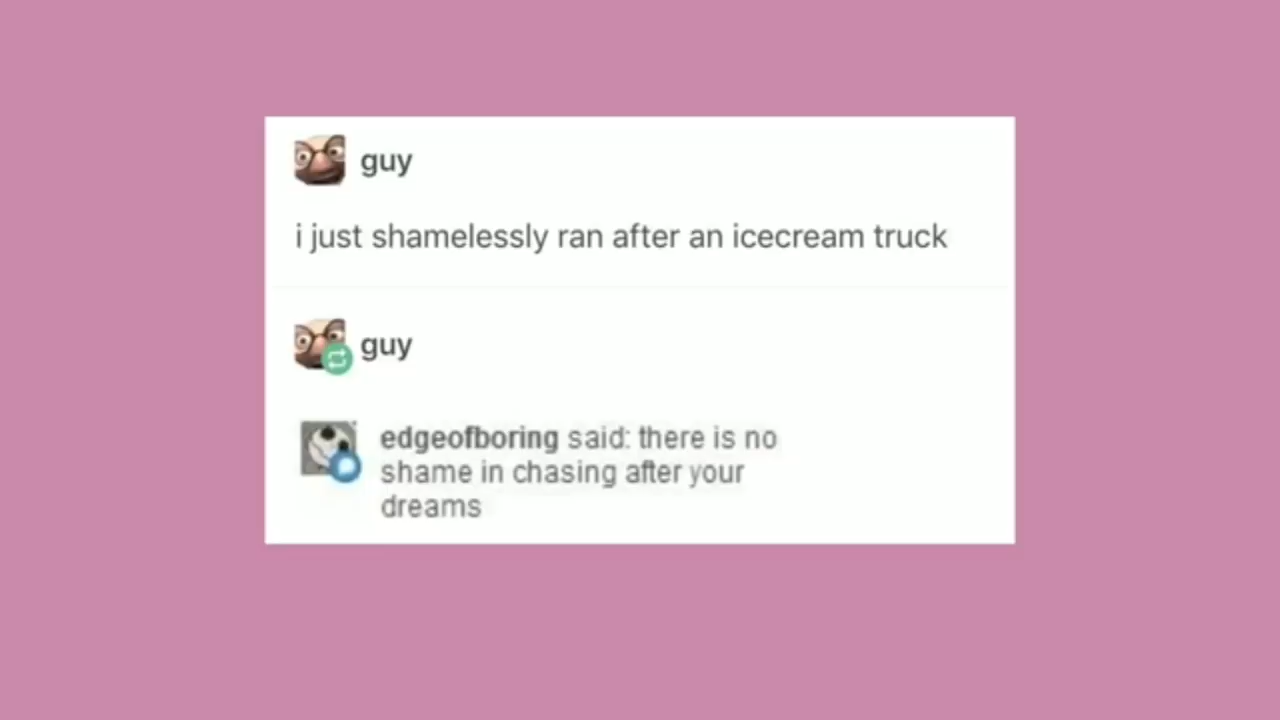 guy
i just shamelessly ran after an icecream truck
guy
edgeofboring said: there is no
shame in chasing after your
dreams